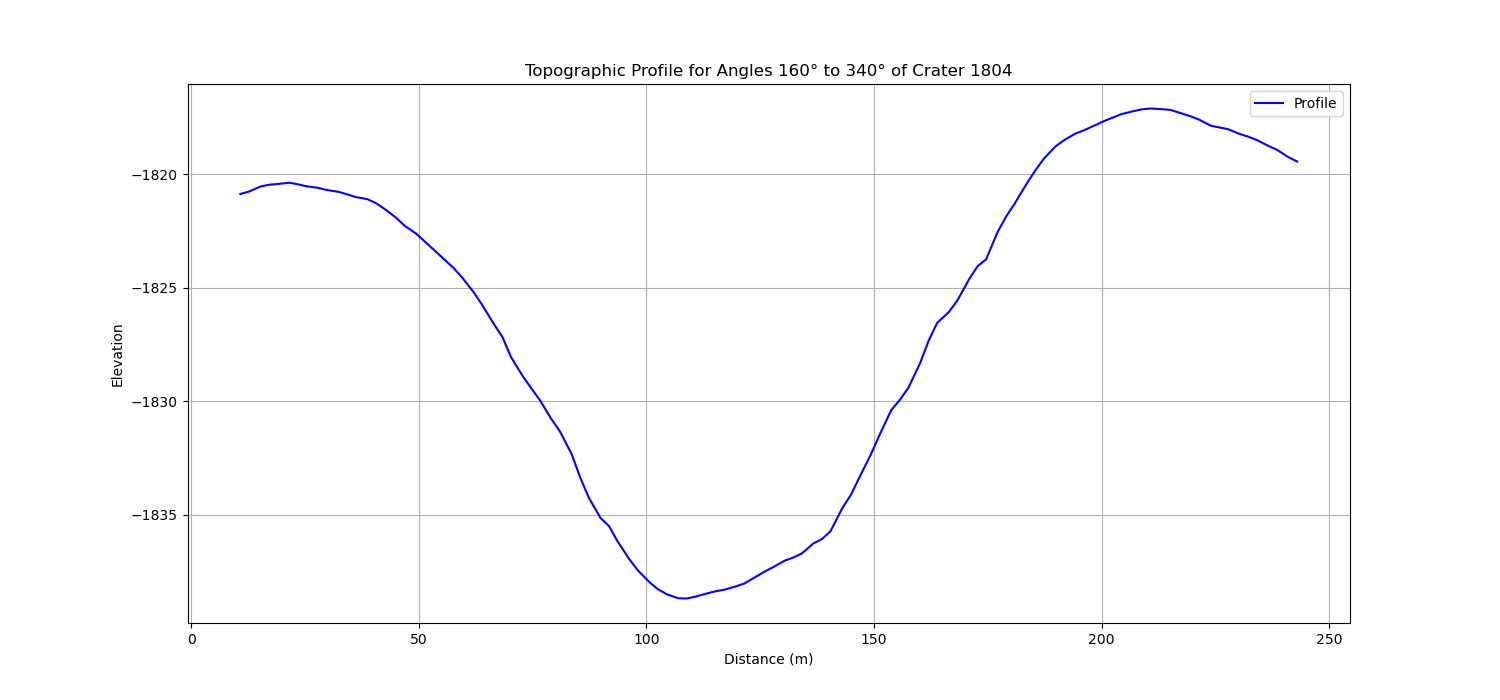 Topographic Profile for Angles 160° to 340° of Crater 1804
Profile
−1820
−1825
−1830
−1835
Elevation
0 50 100 150 200 250
Distance (m)